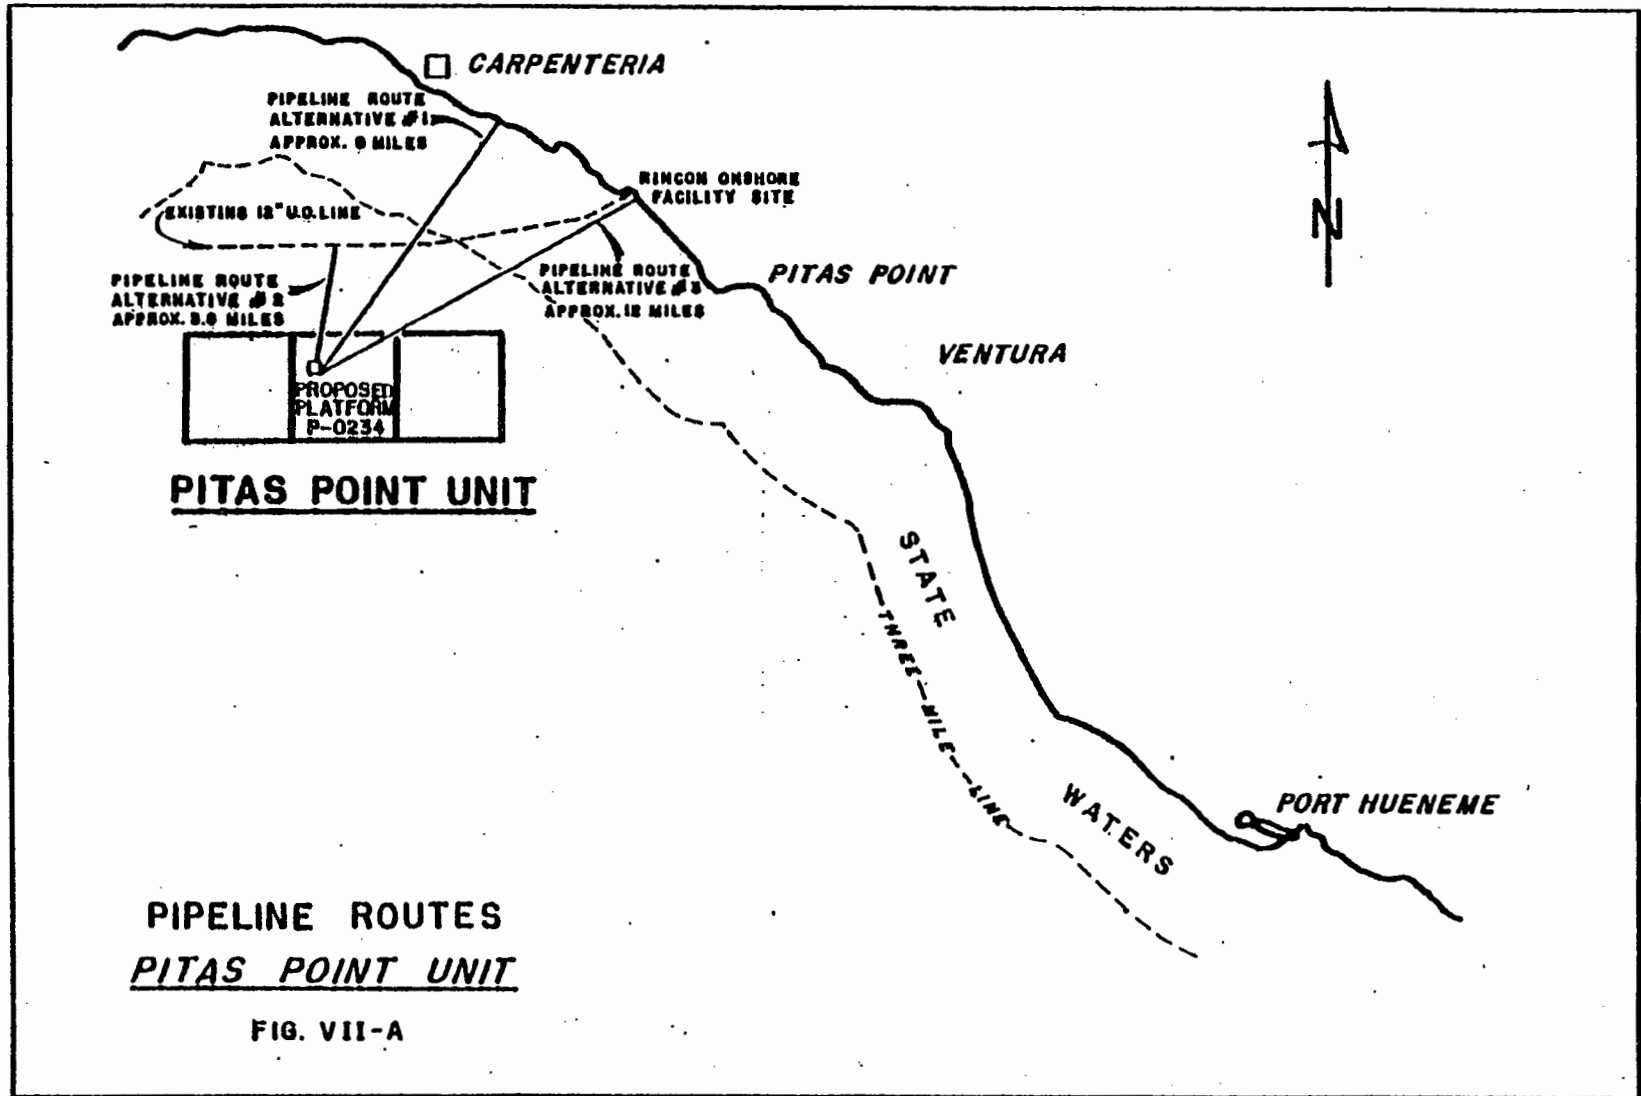 CARPENTERIA
PIPELINE ROUTE
ALTERNATIVE #1
APPROX. MILES
RINCON ONSHORE
FACILITY SITE
EXISTING 12" U.O. LINE
PIPELINE ROUTE
ALTERNATIVE #2
APPROX. MILES
PIPELINE ROUTE
ALTERNATIVE #3
APPROX. 12 MILES
N
PITAS POINT
VENTURA
PROPOSED
PLATFORM
P-0234
PITAS POINT UNIT
STATE
WATERS
THREE MILE LINE
PORT HUENEME
PIPELINE ROUTES
PITAS POINT UNIT
FIG. VII-A